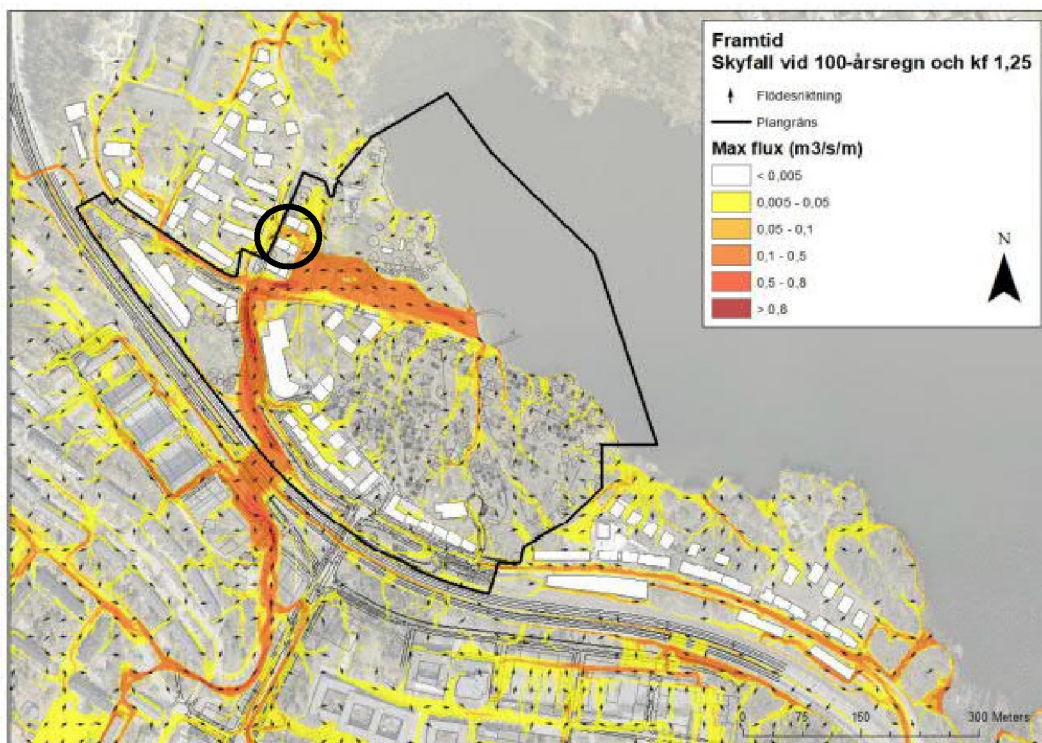 Framtid
Skyfall vid 100-årsregn och kf 1,25
Flödesriktning
Plangräns
Max flux (m3/s/m)
< 0,005
0,005 - 0,05
0,05 - 0,1
0,1 - 0,5
0,5 - 0,8
> 0,8
N
0 75 150 300 Meters